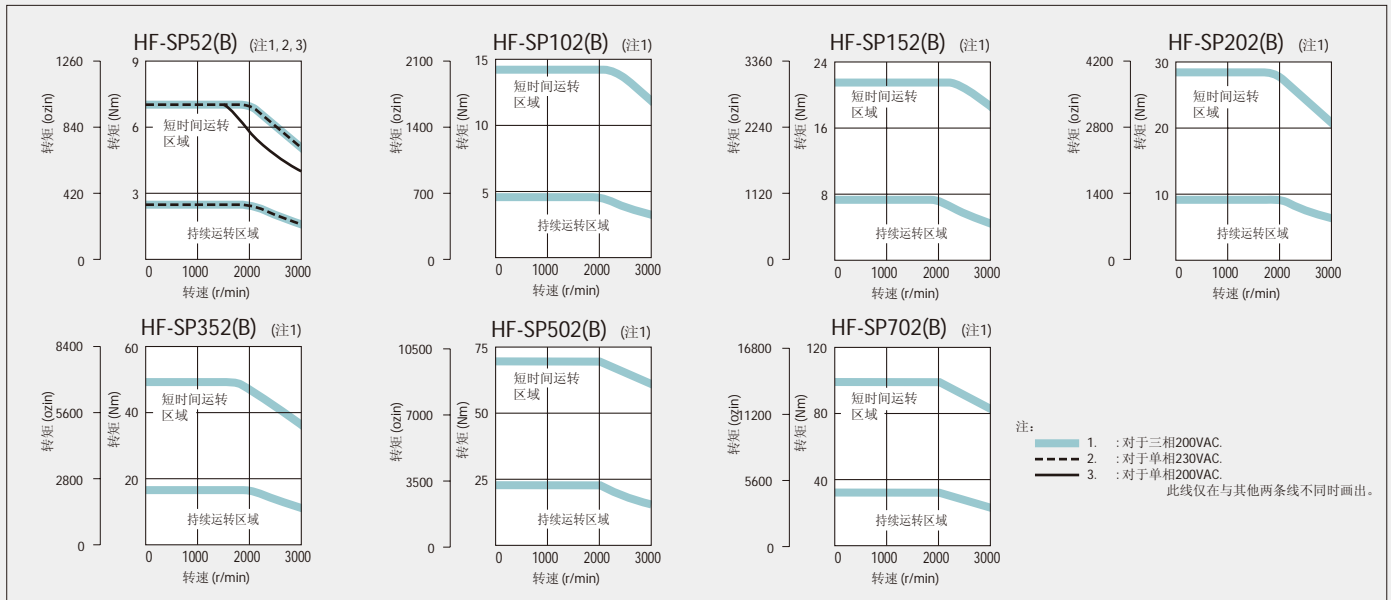 HF-SP52(B) (注1, 2, 3)
1260
840
420
0
转矩 (ozin)
转矩 (Nm)
9
6
3
短时间运转
区域
持续运转区域
0 1000 2000 3000
转速 (r/min)
HF-SP102(B) (注1)
2100
1400
700
0
转矩 (ozin)
转矩 (Nm)
15
10
5
短时间运转
区域
持续运转区域
0 1000 2000 3000
转速 (r/min)
HF-SP152(B) (注1)
3360
2240
1120
0
转矩 (ozin)
转矩 (Nm)
24
16
8
短时间运转
区域
持续运转区域
0 1000 2000 3000
转速 (r/min)
HF-SP202(B) (注1)
4200
2800
1400
0
转矩 (ozin)
转矩 (Nm)
30
20
10
短时间运转
区域
持续运转区域
0 1000 2000 3000
转速 (r/min)
HF-SP352(B) (注1)
8400
5600
2800
0
转矩 (ozin)
转矩 (Nm)
60
40
20
短时间运转
区域
持续运转区域
0 1000 2000 3000
转速 (r/min)
HF-SP502(B) (注1)
10500
7000
3500
0
转矩 (ozin)
转矩 (Nm)
75
50
25
短时间运转
区域
持续运转区域
0 1000 2000 3000
转速 (r/min)
HF-SP702(B) (注1)
16800
11200
5600
0
转矩 (ozin)
转矩 (Nm)
120
80
40
短时间运转
区域
持续运转区域
0 1000 2000 3000
转速 (r/min)
注:
1. : 对于三相200VAC.
2. : 对于单相230VAC.
3. : 对于单相200VAC.
此线仅在与其他两条线不同时画出。